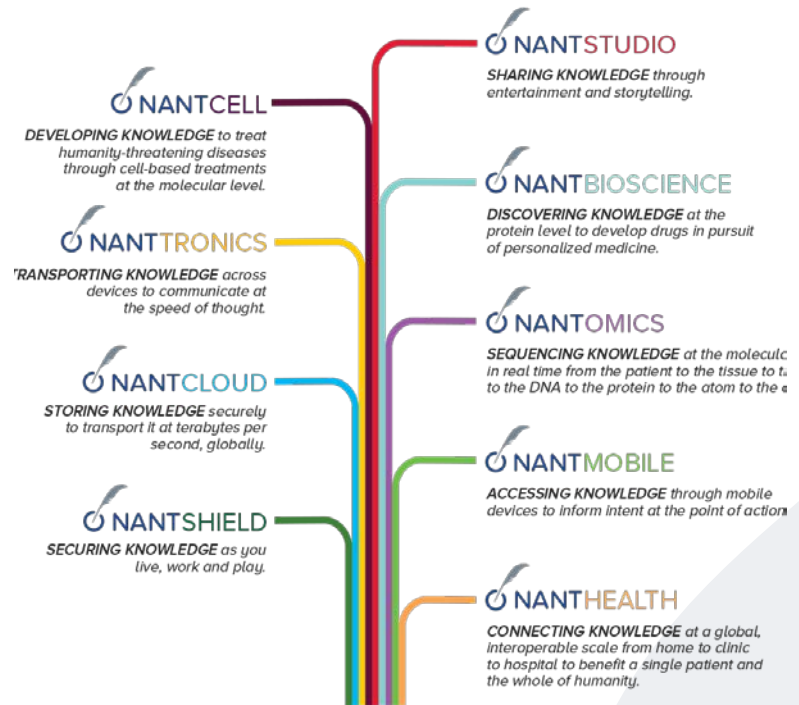 NANTSTUDIO
SHARING KNOWLEDGE through
entertainment and storytelling.
NANTCELL
DEVELOPING KNOWLEDGE to treat
humanity-threatening diseases
through cell-based treatments
at the molecular level.
NANTBIOSCIENCE
DISCOVERING KNOWLEDGE at the
protein level to develop drugs in pursuit
of personalized medicine.
NANTTRONICS
TRANSPORTING KNOWLEDGE across
devices to communicate at
the speed of thought.
NANTOMICS
SEQUENCING KNOWLEDGE at the
in real time from the patient to the tissue to
to the DNA to the protein to the atom to the
NANTCLOUD
STORING KNOWLEDGE securely
to transport it at terabytes per
second, globally.
NANTMOBILE
ACCESSING KNOWLEDGE through mobile
devices to inform intent at the point of action
NANTSHIELD
SECURING KNOWLEDGE as you
live, work and play.
NANTHEALTH
CONNECTING KNOWLEDGE at a global,
interoperable scale from home to clinic
to hospital to benefit a single patient and
the whole of humanity.